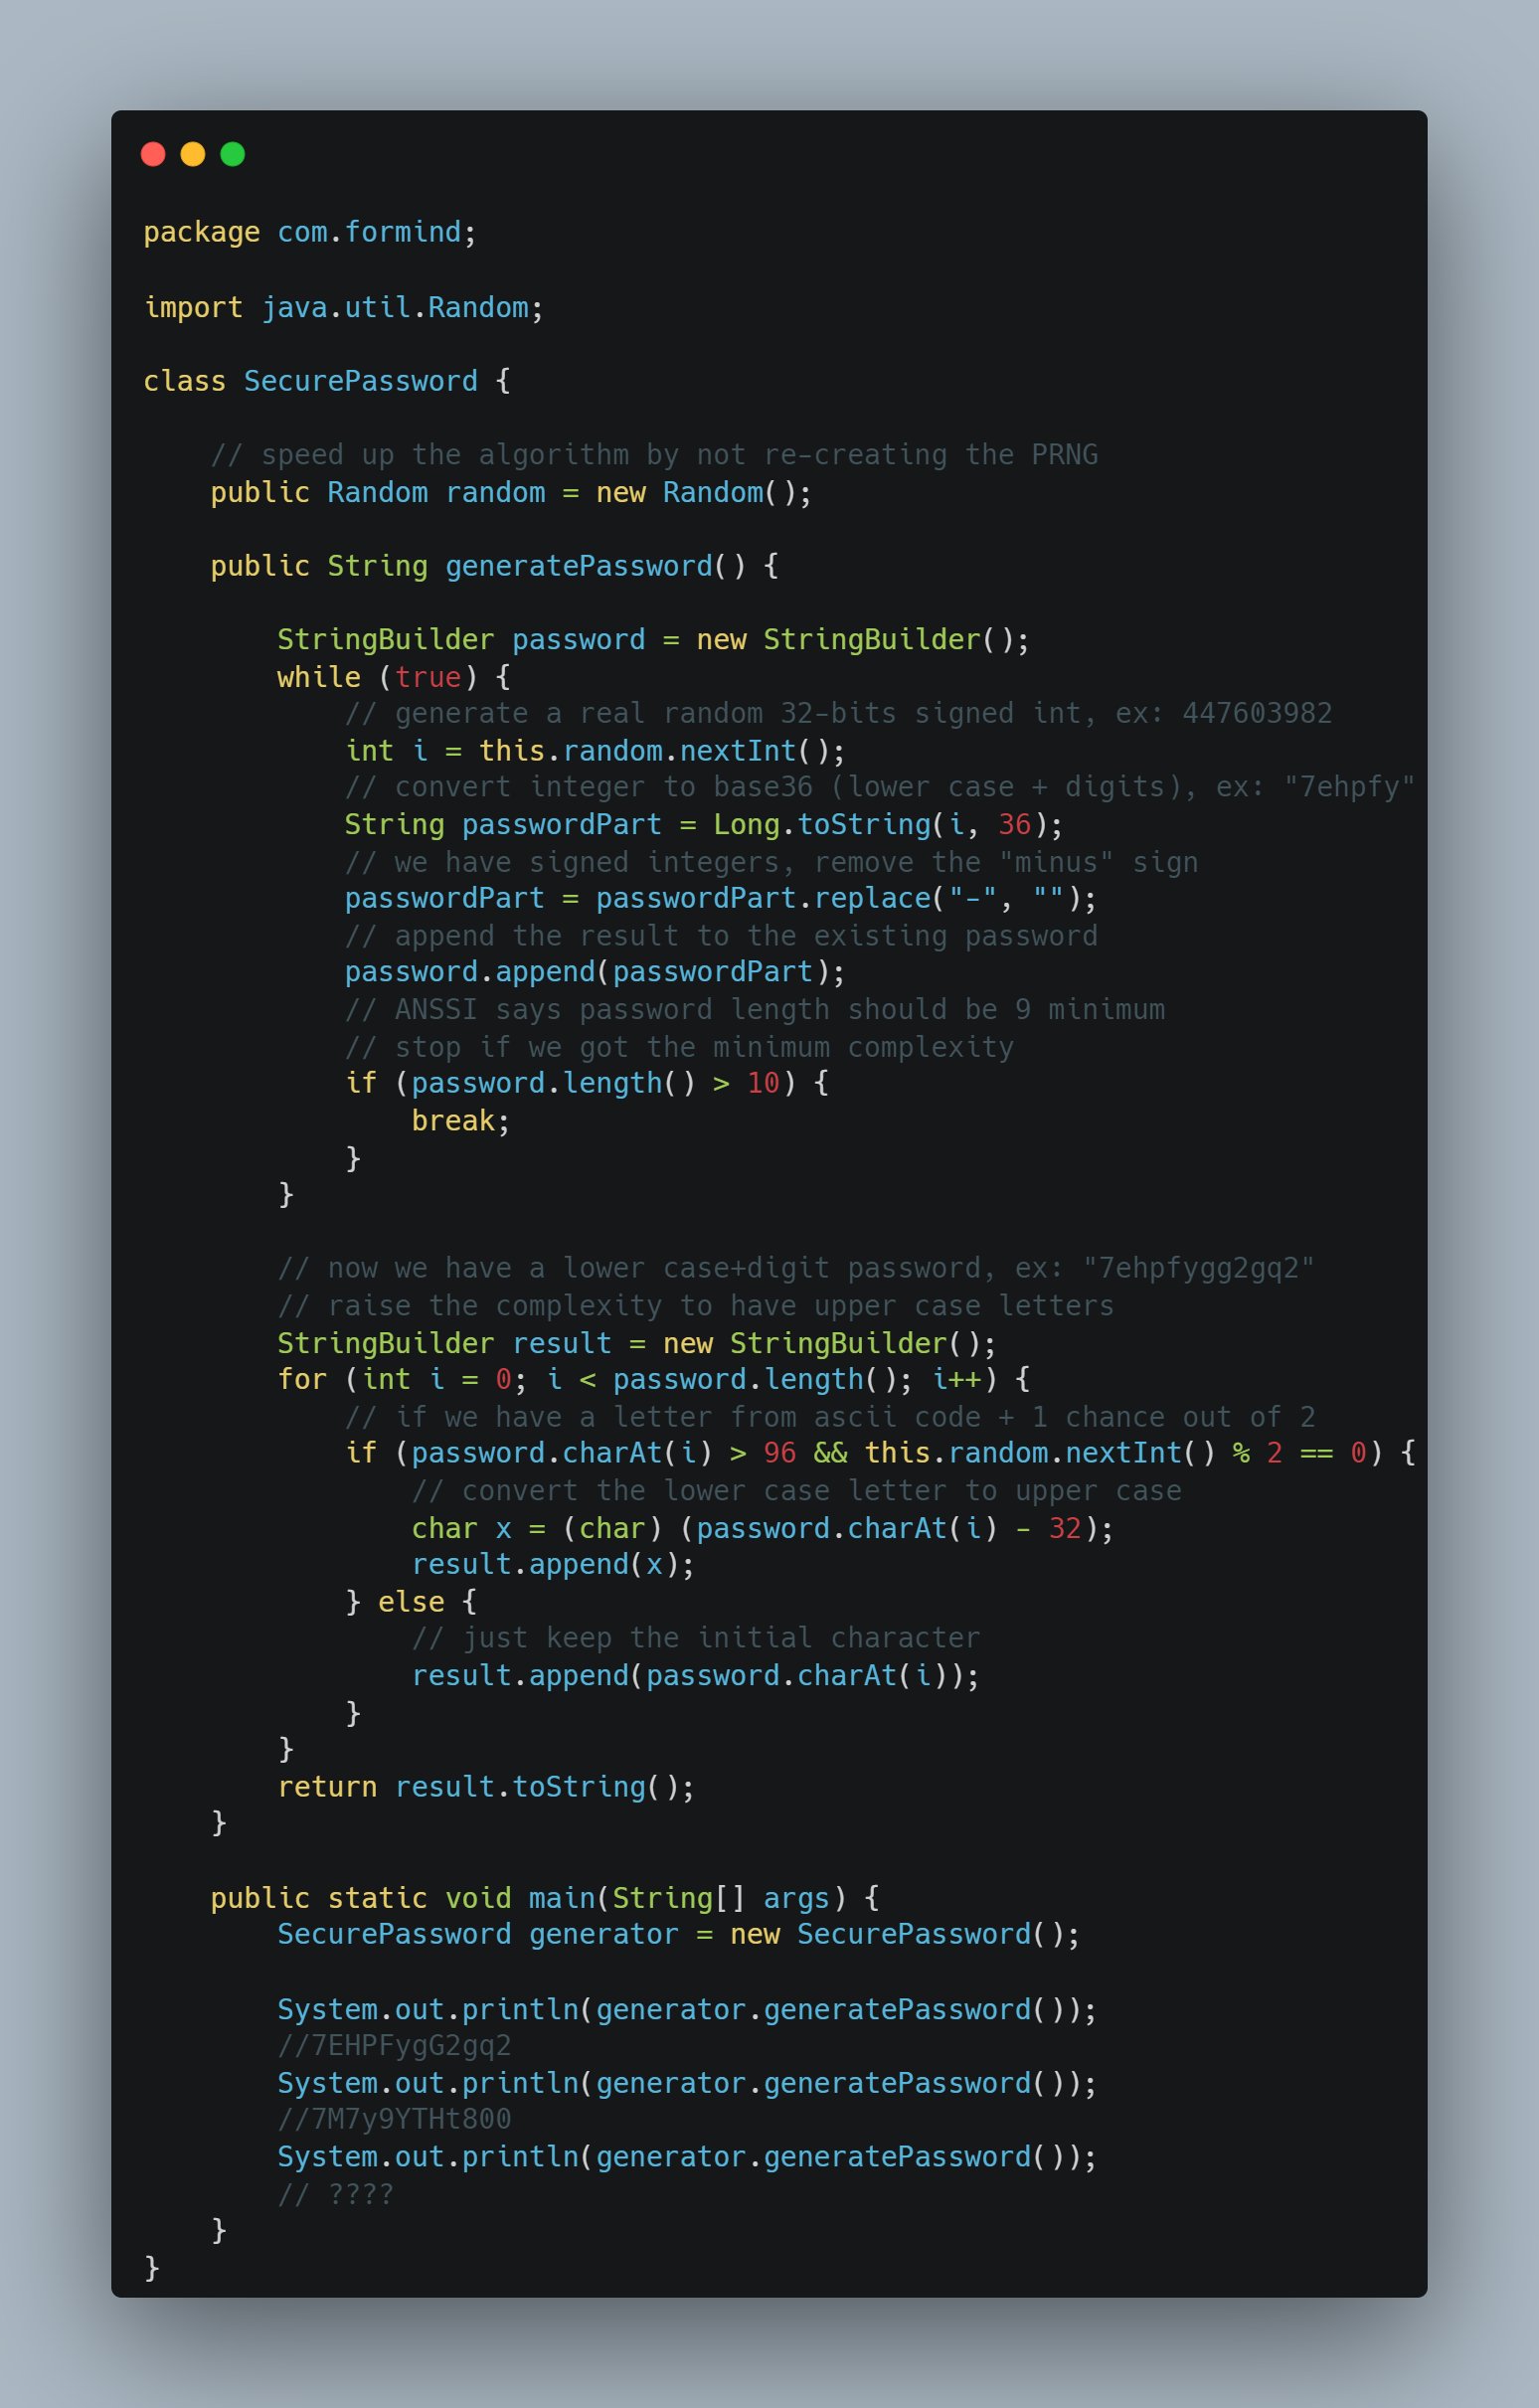 package com.formind;

import java.util.Random;

class SecurePassword {

    // speed up the algorithm by not re-creating the PRNG
    public Random random = new Random();

    public String generatePassword() {

        StringBuilder password = new StringBuilder();
        while (true) {
            // generate a real random 32-bits signed int, ex: 447603982
            int i = this.random.nextInt();
            // convert integer to base36 (lower case + digits), ex: "7ehpfy"
            String passwordPart = Long.toString(i, 36);
            // we have signed integers, remove the "minus" sign
            passwordPart = passwordPart.replace("-", "");
            // append the result to the existing password
            password.append(passwordPart);
            // ANSSI says password length should be 9 minimum
            // stop if we got the minimum complexity
            if (password.length() > 10) {
                break;
            }
        }

        // now we have a lower case+digit password, ex: "7ehpfygg2gq2"
        // raise the complexity to have upper case letters
        StringBuilder result = new StringBuilder();
        for (int i = 0; i < password.length(); i++) {
            // if we have a letter from ascii code + 1 chance out of 2
            if (password.charAt(i) > 96 && this.random.nextInt() % 2 == 0) {
                // convert the lower case letter to upper case
                char x = (char) (password.charAt(i) - 32);
                result.append(x);
            } else {
                // just keep the initial character
                result.append(password.charAt(i));
            }
        }
        return result.toString();
    }

    public static void main(String[] args) {
        SecurePassword generator = new SecurePassword();

        System.out.println(generator.generatePassword());
        //7EHPFygG2gq2
        System.out.println(generator.generatePassword());
        //7M7y9YTHt800
        System.out.println(generator.generatePassword());
        // ????
    }
}